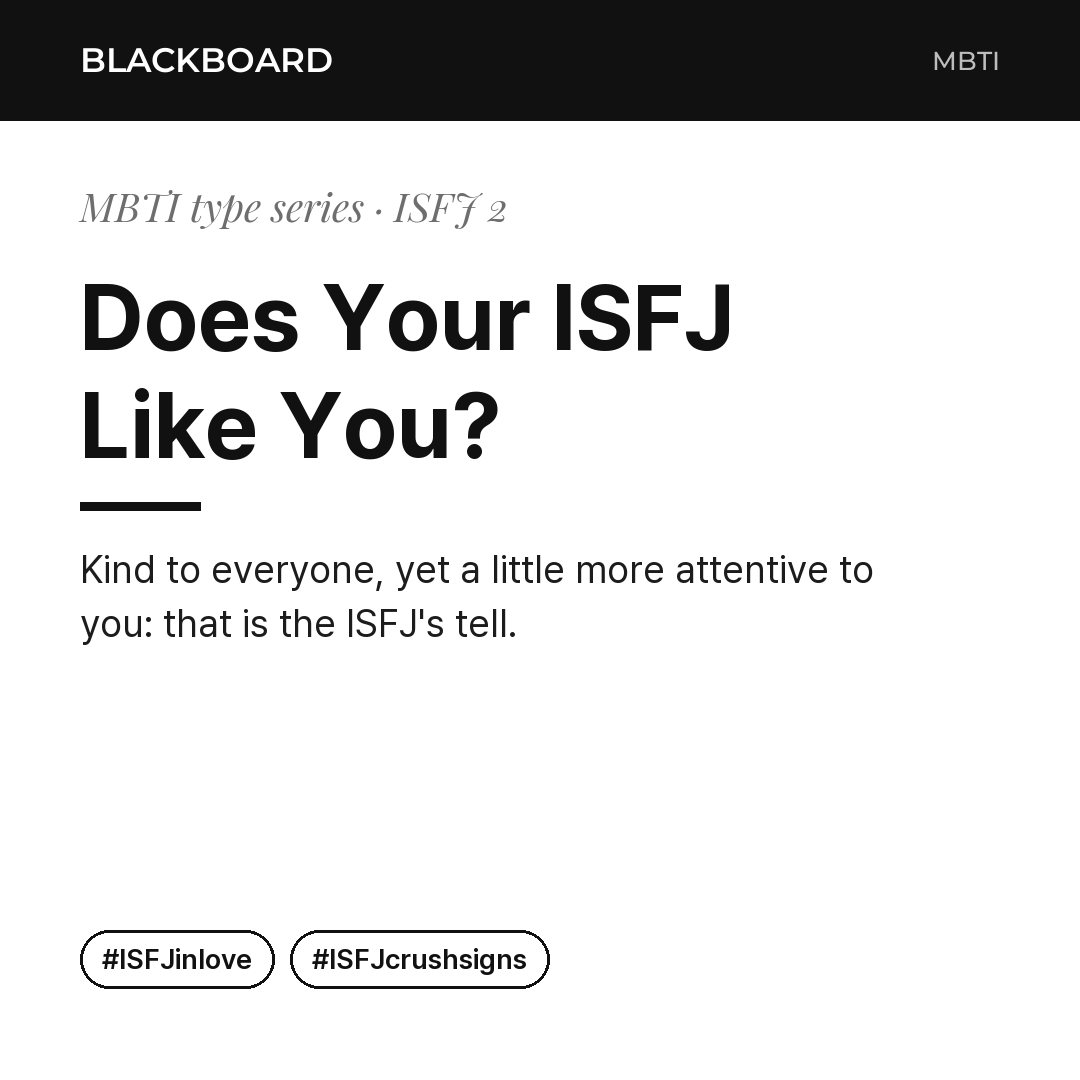 BLACKBOARD
MBTI
MBTI type series · ISFJ 2
Does Your ISFJ
Like You?
Kind to everyone, yet a little more attentive to
you: that is the ISFJ's tell.
#ISFJinlove
#ISFJcrushsigns